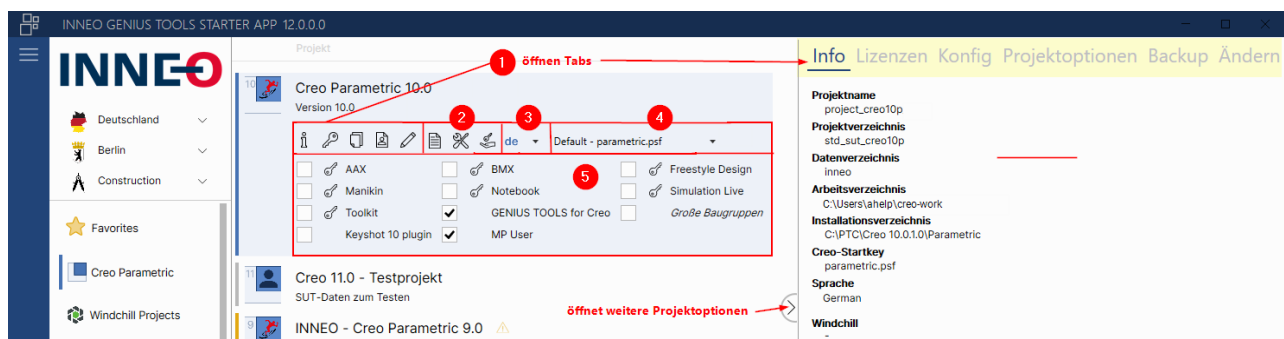 INNEO GENIUS TOOLS STARTER APP 12.0.0.0
INNEO
Deutschland
Berlin
Construction
Favorites
Creo Parametric
Windchill Projects
Projekt
1 öffnen Tabs
10
Creo Parametric 10.0
Version 10.0
2 3 4
de Default - parametric.psf
AAX BMX Freestyle Design
5
Manikin Notebook Simulation Live
Toolkit GENIUS TOOLS for Creo Große Baugruppen
Keyshot 10 plugin MP User
11
Creo 11.0 - Testprojekt
SUT-Daten zum Testen
öffnet weitere Projektoptionen
9
INNEO - Creo Parametric 9.0
Info Lizenzen Konfig Projektoptionen Backup Ändern
Projektname
project_creo10p
Projektverzeichnis
std_sut_creo10p
Datenverzeichnis
inneo
Arbeitsverzeichnis
C:\Users\ahelp\creo-work
Installationsverzeichnis
C:\PTC\Creo 10.0.1.0\Parametric
Creo-Startkey
parametric.psf
Sprache
German
Windchill
-